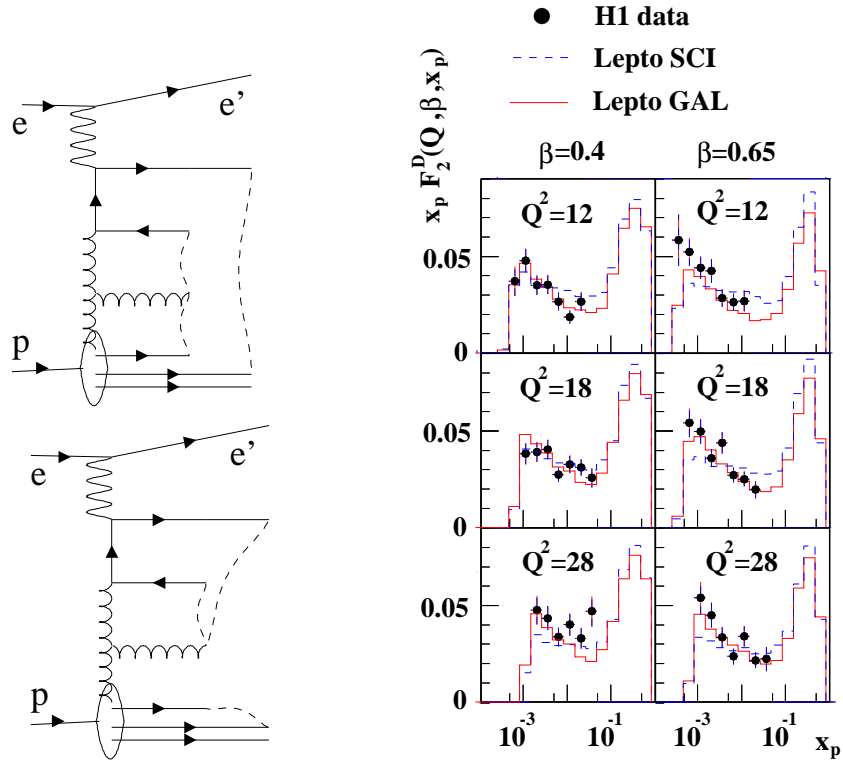 e
e'
p
e
e'
p
H1 data
Lepto SCI
Lepto GAL
x_p F_2^D(Q^2,β,x_p)
β=0.4
β=0.65
Q^2=12
Q^2=12
0.05
0
Q^2=18
Q^2=18
0.05
0
Q^2=28
Q^2=28
0.05
0
10^-3
10^-1
10^-3
10^-1
x_p